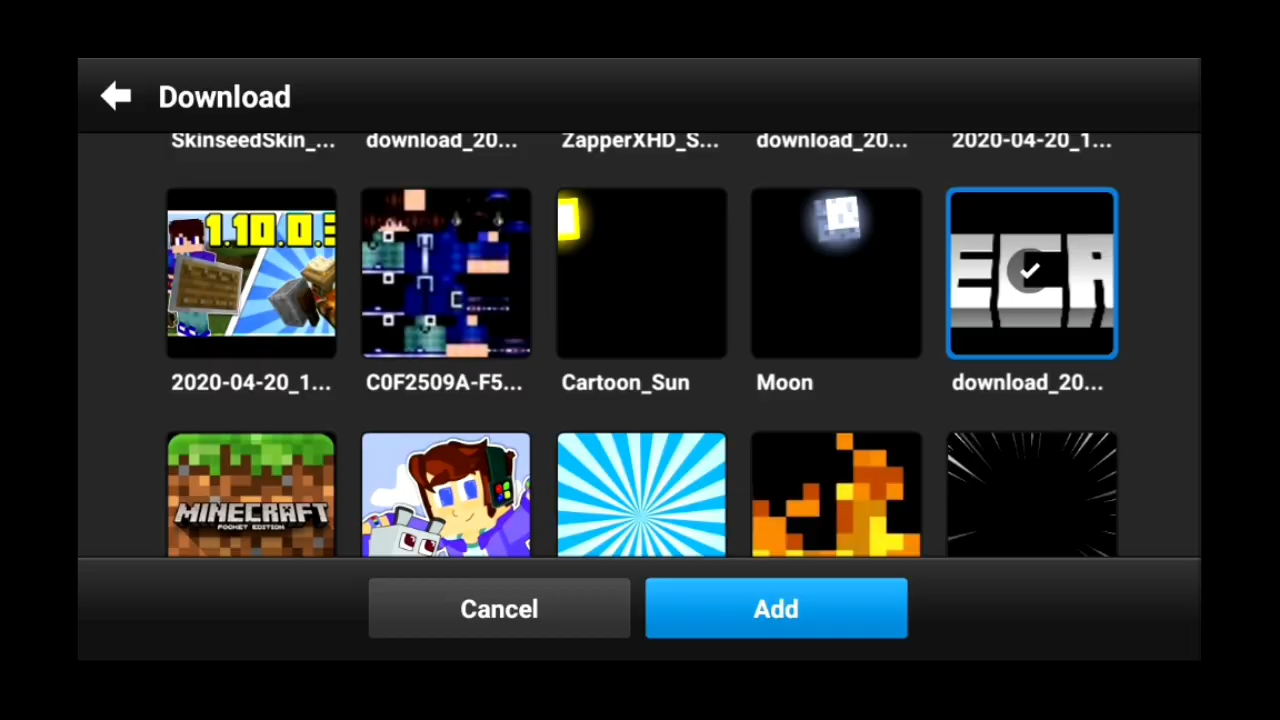 Download
SkinseedSkin_... download_20... ZapperXHD_S... download_20... 2020-04-20_1...
1.10.0.3
ECR
2020-04-20_1... C0F2509A-F5... Cartoon_Sun Moon download_20...
MINECRAFT
POCKET EDITION
Cancel Add